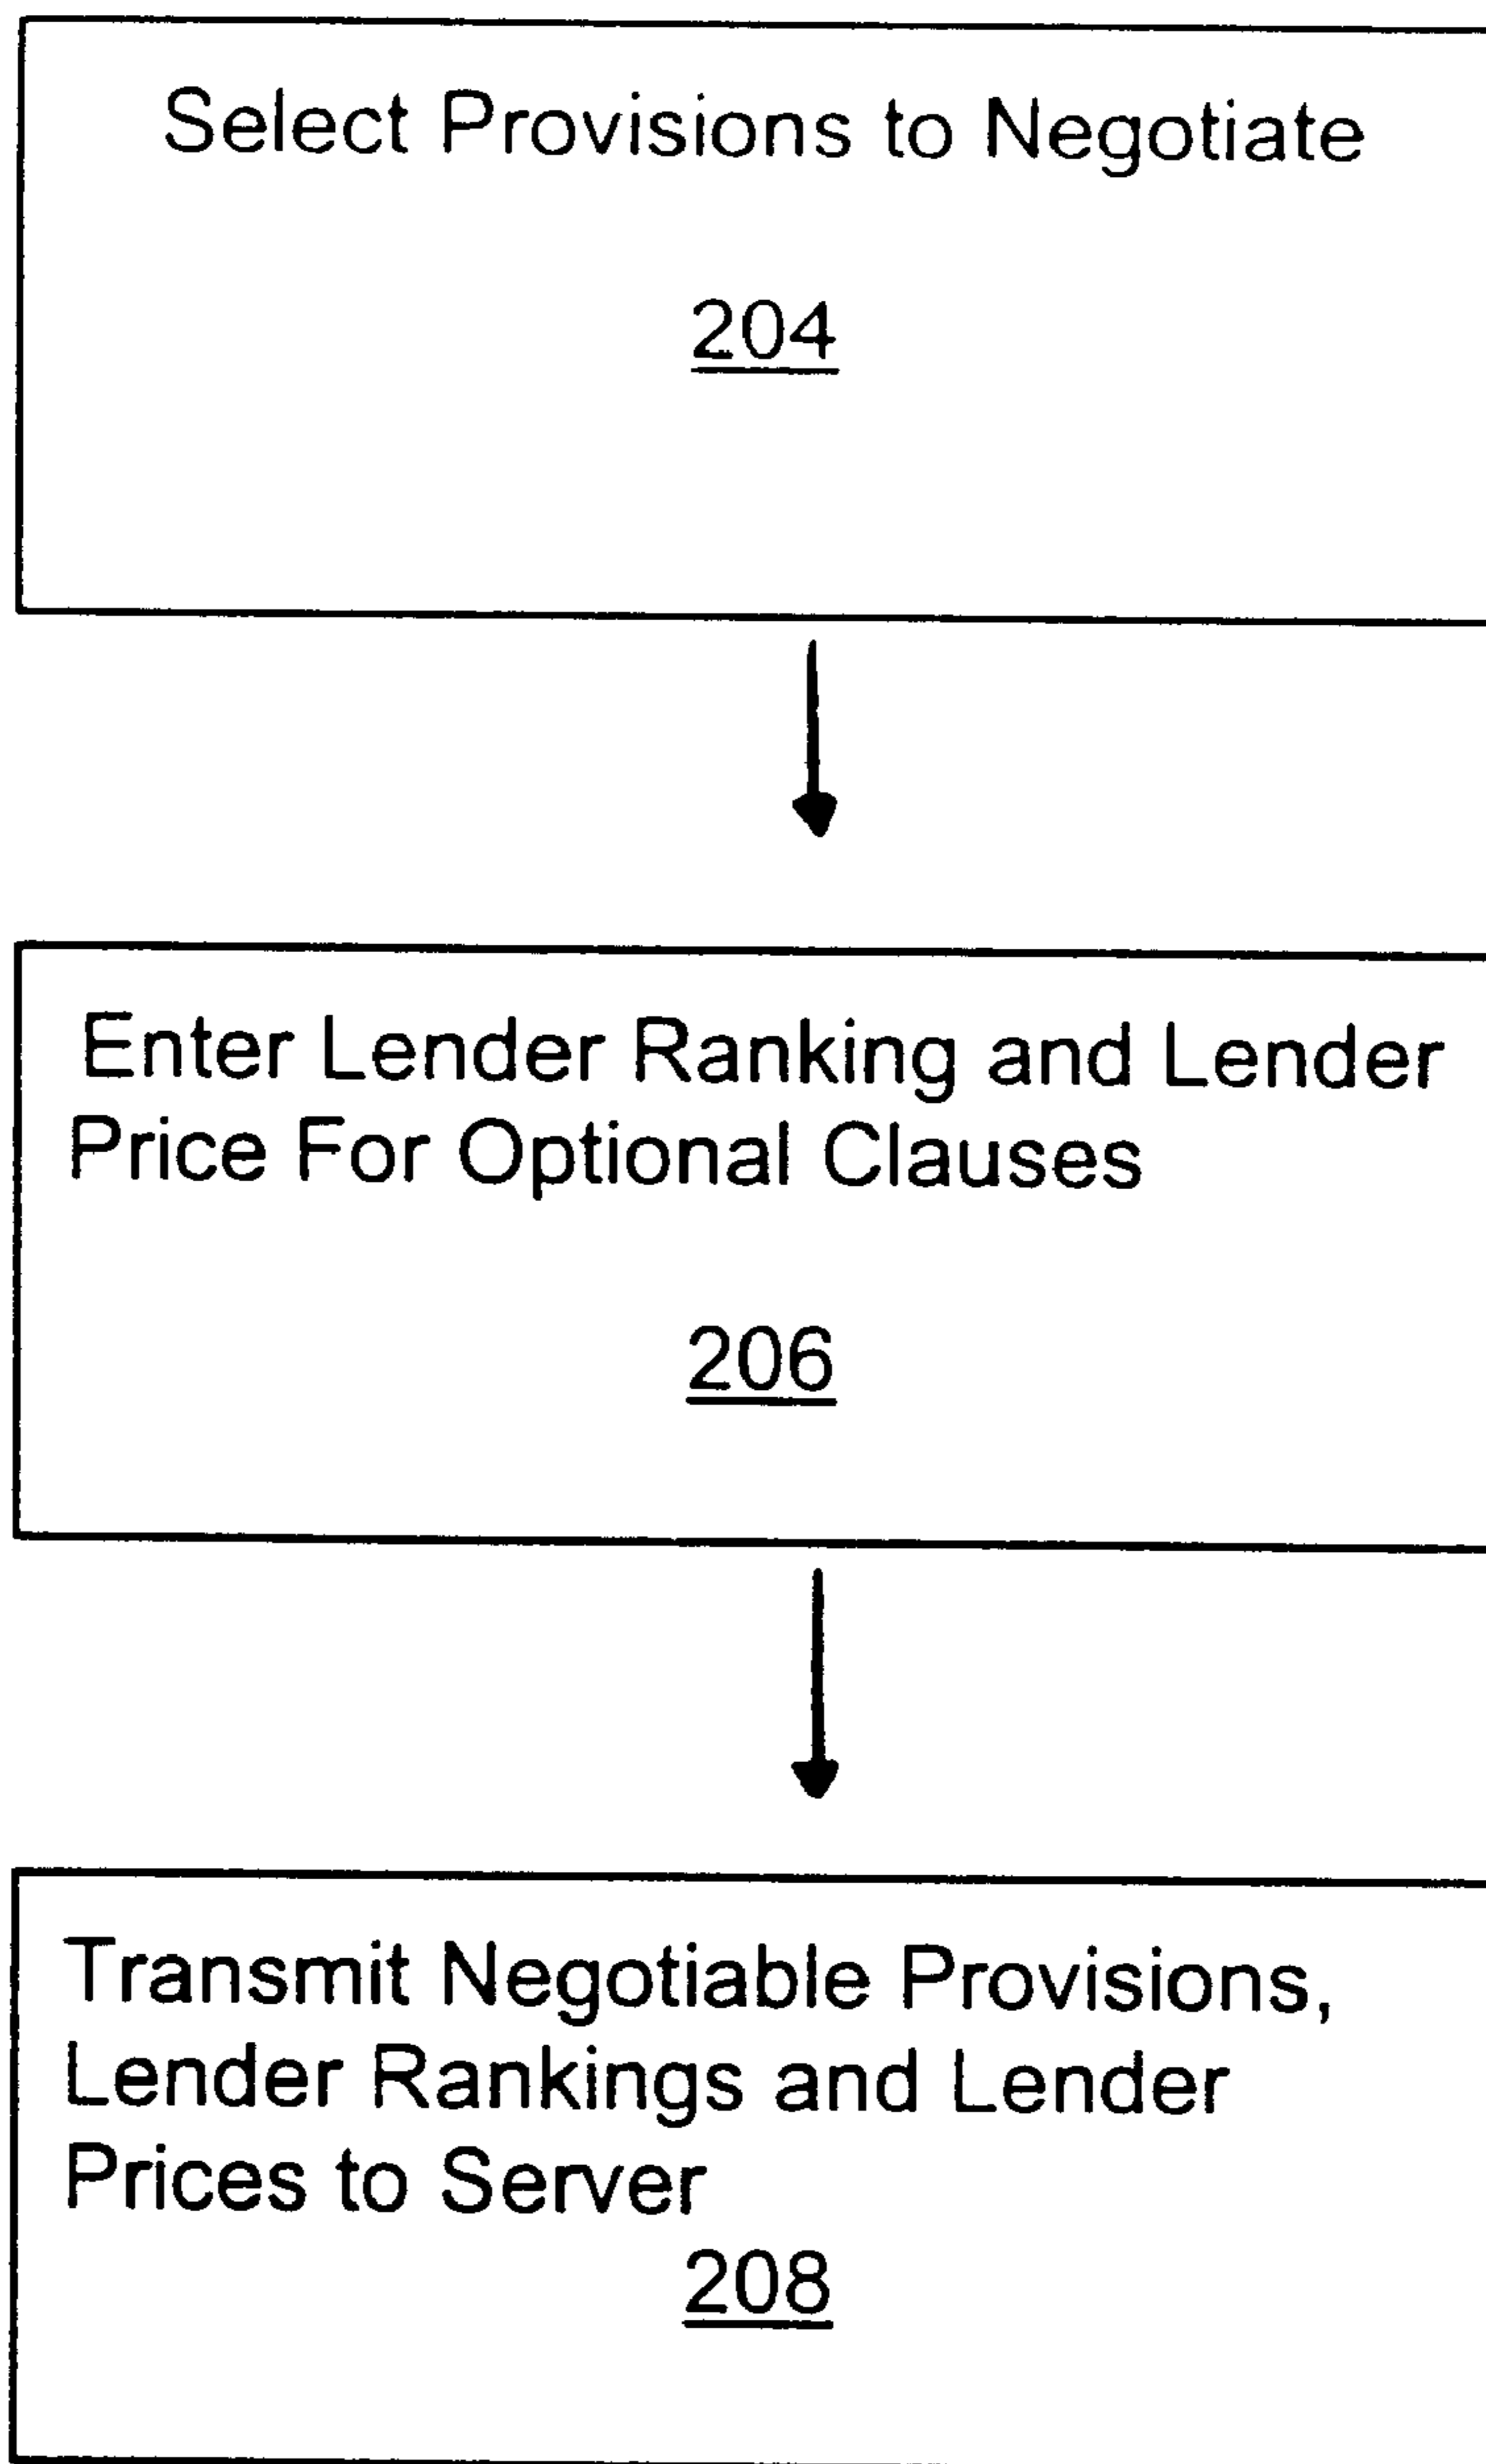 Select Provisions to Negotiate
204
Enter Lender Ranking and Lender
Price For Optional Clauses
206
Transmit Negotiable Provisions,
Lender Rankings and Lender
Prices to Server
208